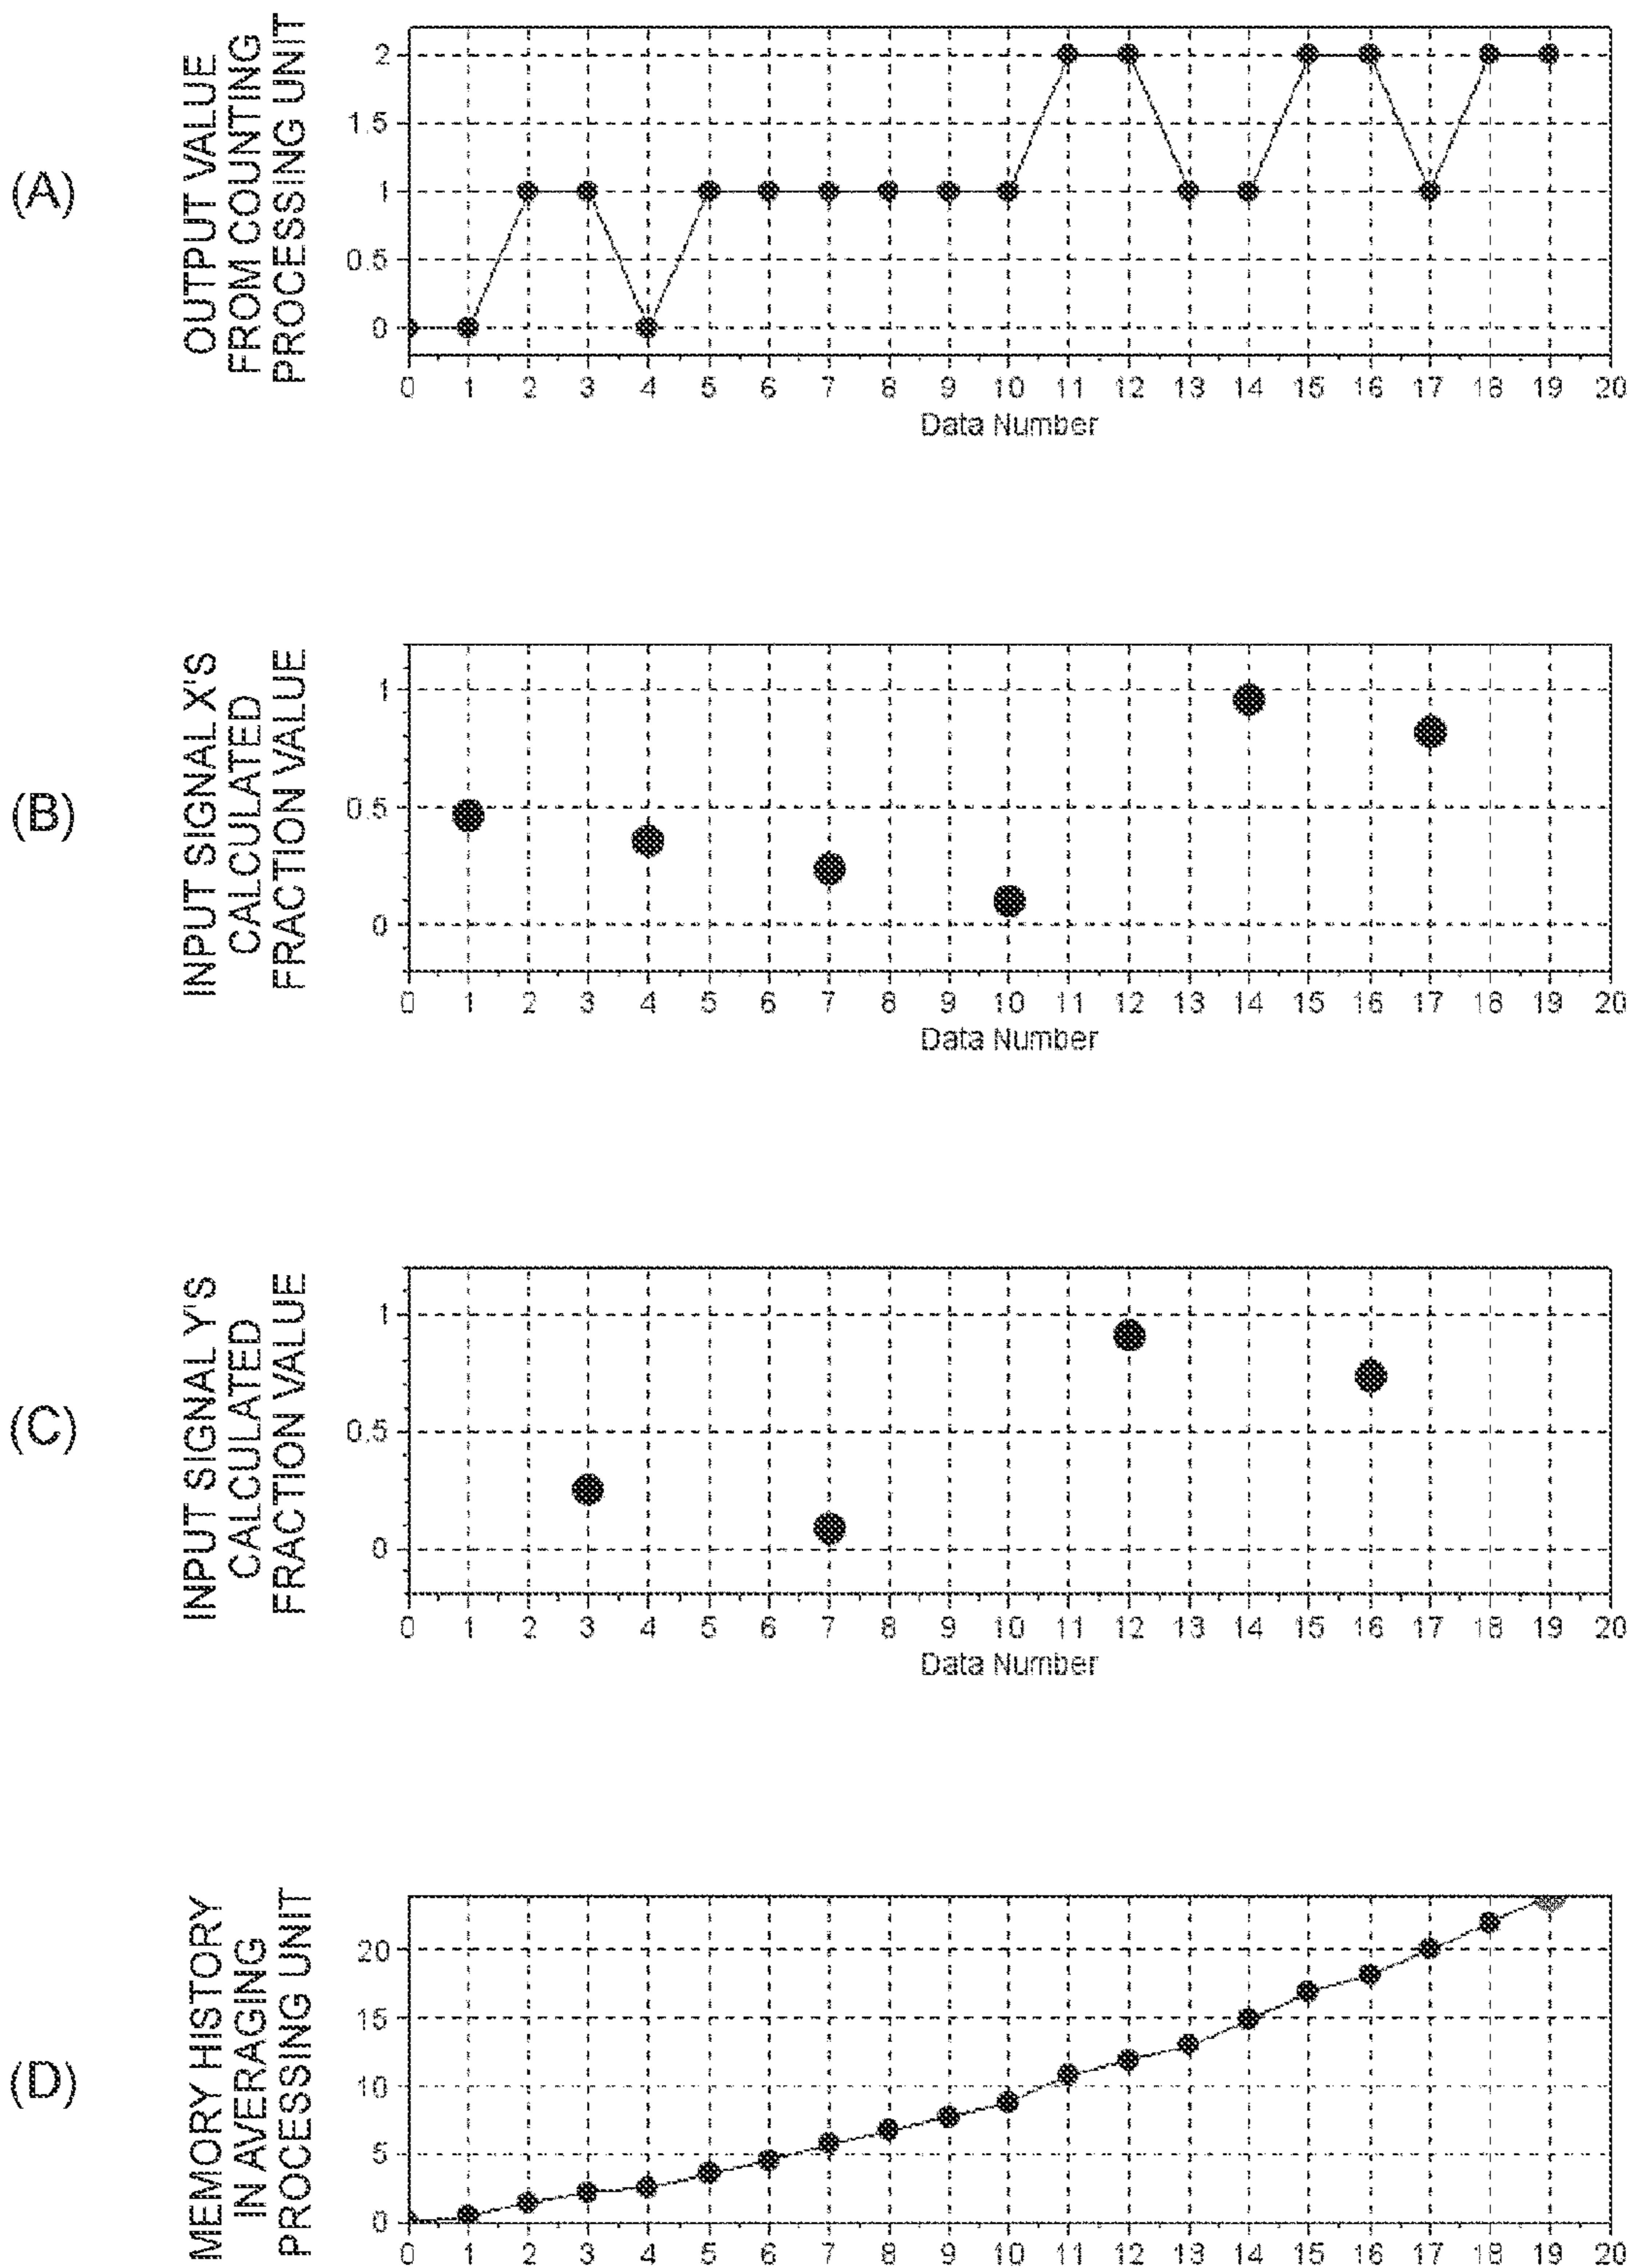 (A)
OUTPUT VALUE
FROM COUNTING
PROCESSING UNIT
2
1.5
1
0.5
0
0 1 2 3 4 5 6 7 8 9 10 11 12 13 14 15 16 17 18 19 20
Data Number
(B)
INPUT SIGNAL X'S
CALCULATED
FRACTION VALUE
1
0.5
0
0 1 2 3 4 5 6 7 8 9 10 11 12 13 14 15 16 17 18 19 20
Data Number
(C)
INPUT SIGNAL Y'S
CALCULATED
FRACTION VALUE
1
0.5
0
0 1 2 3 4 5 6 7 8 9 10 11 12 13 14 15 16 17 18 19 20
Data Number
(D)
MEMORY HISTORY
IN AVERAGING
PROCESSING UNIT
20
15
10
5
0
0 1 2 3 4 5 6 7 8 9 10 11 12 13 14 15 16 17 18 19 20